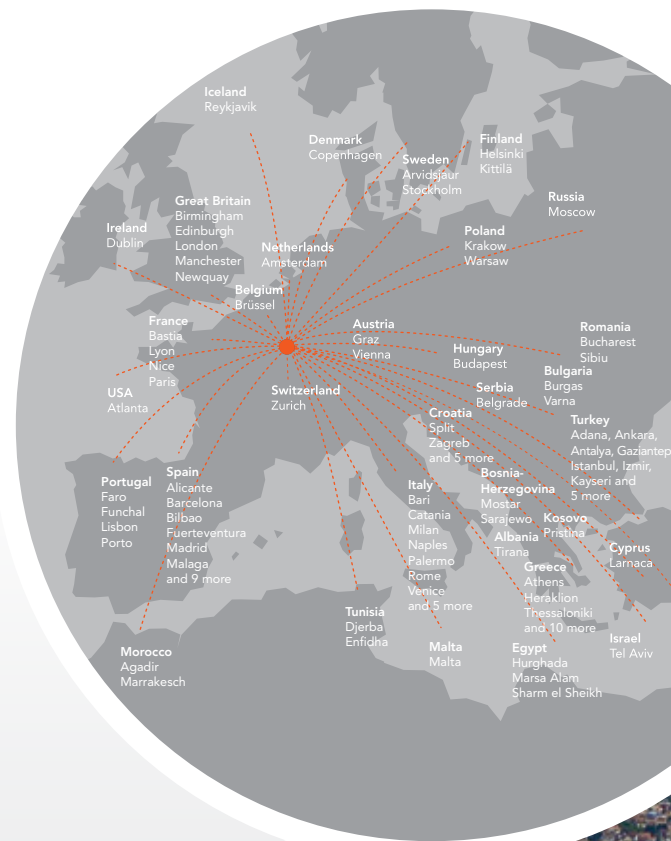 Iceland
Reykjavik
Denmark
Copenhagen
Sweden
Arvidsjaur
Stockholm
Finland
Helsinki
Kittilä
Russia
Moscow
Great Britain
Birmingham
Edinburgh
London
Manchester
Newquay
Ireland
Dublin
Netherlands
Amsterdam
Poland
Krakow
Warsaw
Belgium
Brüssel
France
Bastia
Lyon
Nice
Paris
Austria
Graz
Vienna
Hungary
Budapest
Romania
Bucharest
Sibiu
Bulgaria
Burgas
Varna
USA
Atlanta
Switzerland
Zurich
Serbia
Belgrade
Croatia
Split
Zagreb
and 5 more
Turkey
Adana, Ankara,
Antalya, Gaziantep
Istanbul, Izmir,
Kayseri and
5 more
Portugal
Faro
Funchal
Lisbon
Porto
Spain
Alicante
Barcelona
Bilbao
Fuerteventura
Madrid
Malaga
and 9 more
Italy
Bari
Catania
Milan
Naples
Palermo
Rome
Venice
and 5 more
Bosnia-
Herzegovina
Mostar
Sarajewo
Kosovo
Pristina
Albania
Tirana
Cyprus
Larnaca
Greece
Athens
Heraklion
Thessaloniki
and 10 more
Tunisia
Djerba
Enfidha
Malta
Malta
Egypt
Hurghada
Marsa Alam
Sharm el Sheikh
Israel
Tel Aviv
Morocco
Agadir
Marrakesch